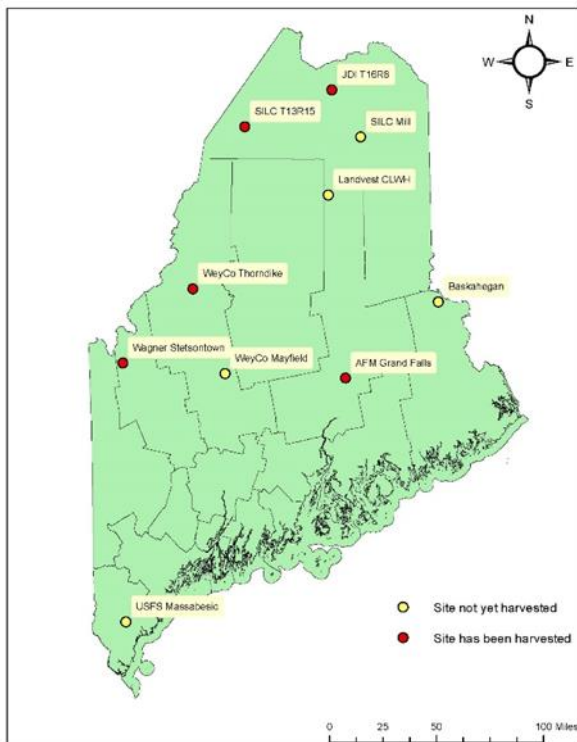 N
W E
S
JDI T16R8
SILC T13R15
SILC Mill
Landvest CLWH
WeyCo Thorndike
Baskahegan
Wagner Stetsontown
WeyCo Mayfield
AFM Grand Falls
USFS Massabesic
Site not yet harvested
Site has been harvested
0 25 50 100 Miles